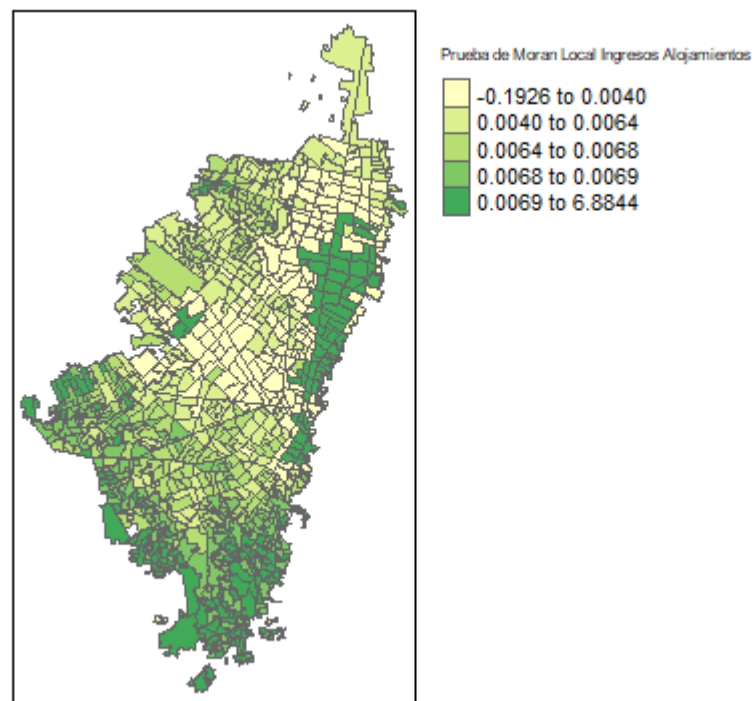 Prueba de Moran Local Ingresos Alojamientos
-0.1926 to 0.0040
0.0040 to 0.0064
0.0064 to 0.0068
0.0068 to 0.0069
0.0069 to 6.8844